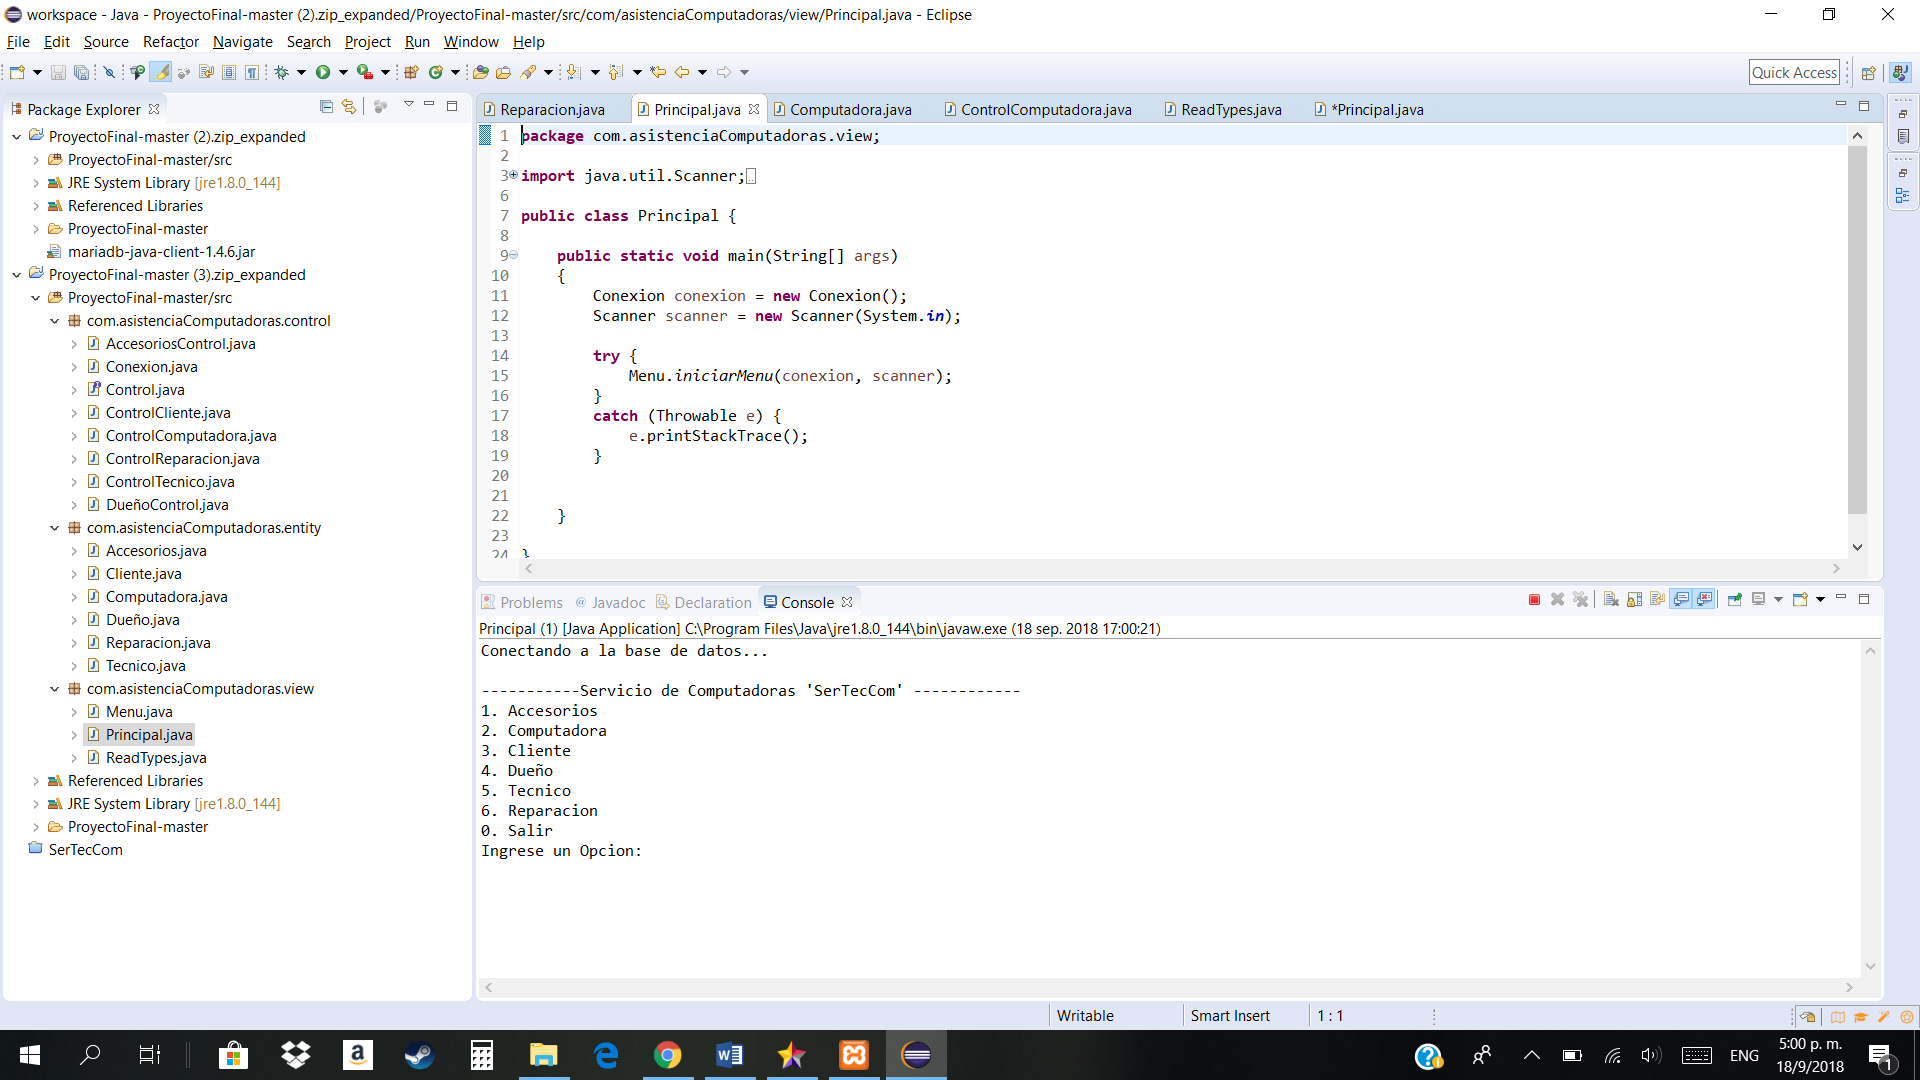 workspace - Java - ProyectoFinal-master (2).zip_expanded/ProyectoFinal-master/src/com/asistenciaComputadoras/view/Principal.java - Eclipse
File Edit Source Refactor Navigate Search Project Run Window Help
Quick Access
Package Explorer
ProyectoFinal-master (2).zip_expanded
ProyectoFinal-master/src
JRE System Library [jre1.8.0_144]
Referenced Libraries
ProyectoFinal-master
mariadb-java-client-1.4.6.jar
ProyectoFinal-master (3).zip_expanded
ProyectoFinal-master/src
com.asistenciaComputadoras.control
AccesoriosControl.java
Conexion.java
Control.java
ControlCliente.java
ControlComputadora.java
ControlReparacion.java
ControlTecnico.java
DueñoControl.java
com.asistenciaComputadoras.entity
Accesorios.java
Cliente.java
Computadora.java
Dueño.java
Reparacion.java
Tecnico.java
com.asistenciaComputadoras.view
Menu.java
Principal.java
ReadTypes.java
Referenced Libraries
JRE System Library [jre1.8.0_144]
ProyectoFinal-master
SerTecCom
Reparacion.java Principal.java Computadora.java ControlComputadora.java ReadTypes.java *Principal.java
1 package com.asistenciaComputadoras.view;
2
3 import java.util.Scanner;
6
7 public class Principal {
8
9 public static void main(String[] args)
10 {
11 Conexion conexion = new Conexion();
12 Scanner scanner = new Scanner(System.in);
13
14 try {
15 Menu.iniciarMenu(conexion, scanner);
16 }
17 catch (Throwable e) {
18 e.printStackTrace();
19 }
20
21
22 }
23
24 }
Problems @ Javadoc Declaration Console
Principal (1) [Java Application] C:\Program Files\Java\jre1.8.0_144\bin\javaw.exe (18 sep. 2018 17:00:21)
Conectando a la base de datos...
-----------Servicio de Computadoras 'SerTecCom' ------------
1. Accesorios
2. Computadora
3. Cliente
4. Dueño
5. Tecnico
6. Reparacion
0. Salir
Ingrese un Opcion:
Writable Smart Insert 1 : 1
ENG
5:00 p. m.
18/9/2018
1